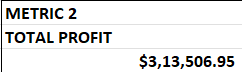 METRIC 2
TOTAL PROFIT
$3,13,506.95